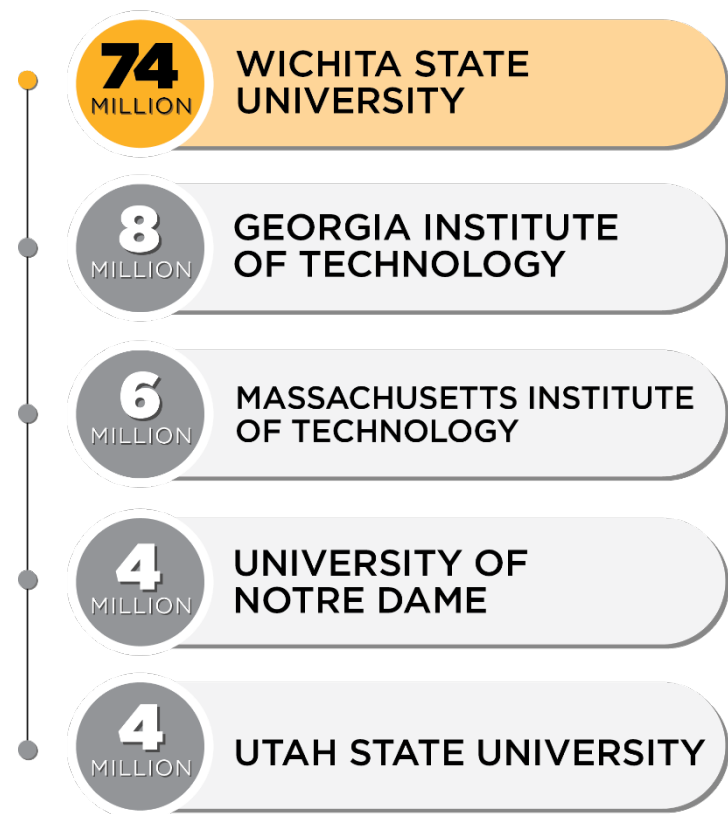 74
MILLION
WICHITA STATE
UNIVERSITY
8
MILLION
GEORGIA INSTITUTE
OF TECHNOLOGY
6
MILLION
MASSACHUSETTS INSTITUTE
OF TECHNOLOGY
4
MILLION
UNIVERSITY OF
NOTRE DAME
4
MILLION
UTAH STATE UNIVERSITY